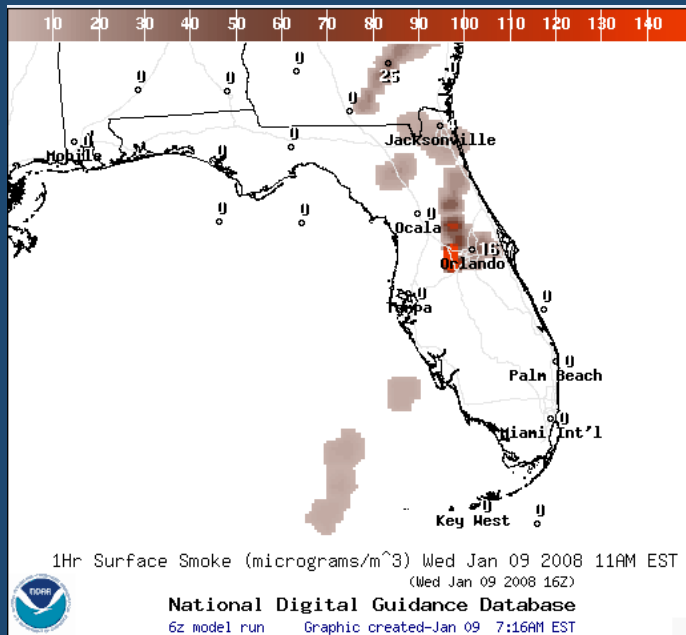 10 20 30 40 50 60 70 80 90 100 110 120 130 140
0 0 0 0
25
0
Jacksonville
0
Mobile
0
0 0 0
Ocala
16
Orlando
0
Tampa
0
Palm Beach
0
Miami Int'l
0
Key West
0
1Hr Surface Smoke (micrograms/m^3) Wed Jan 09 2008 11AM EST
(Wed Jan 09 2008 16Z)
NOAA
National Digital Guidance Database
6z model run Graphic created-Jan 09 7:16AM EST